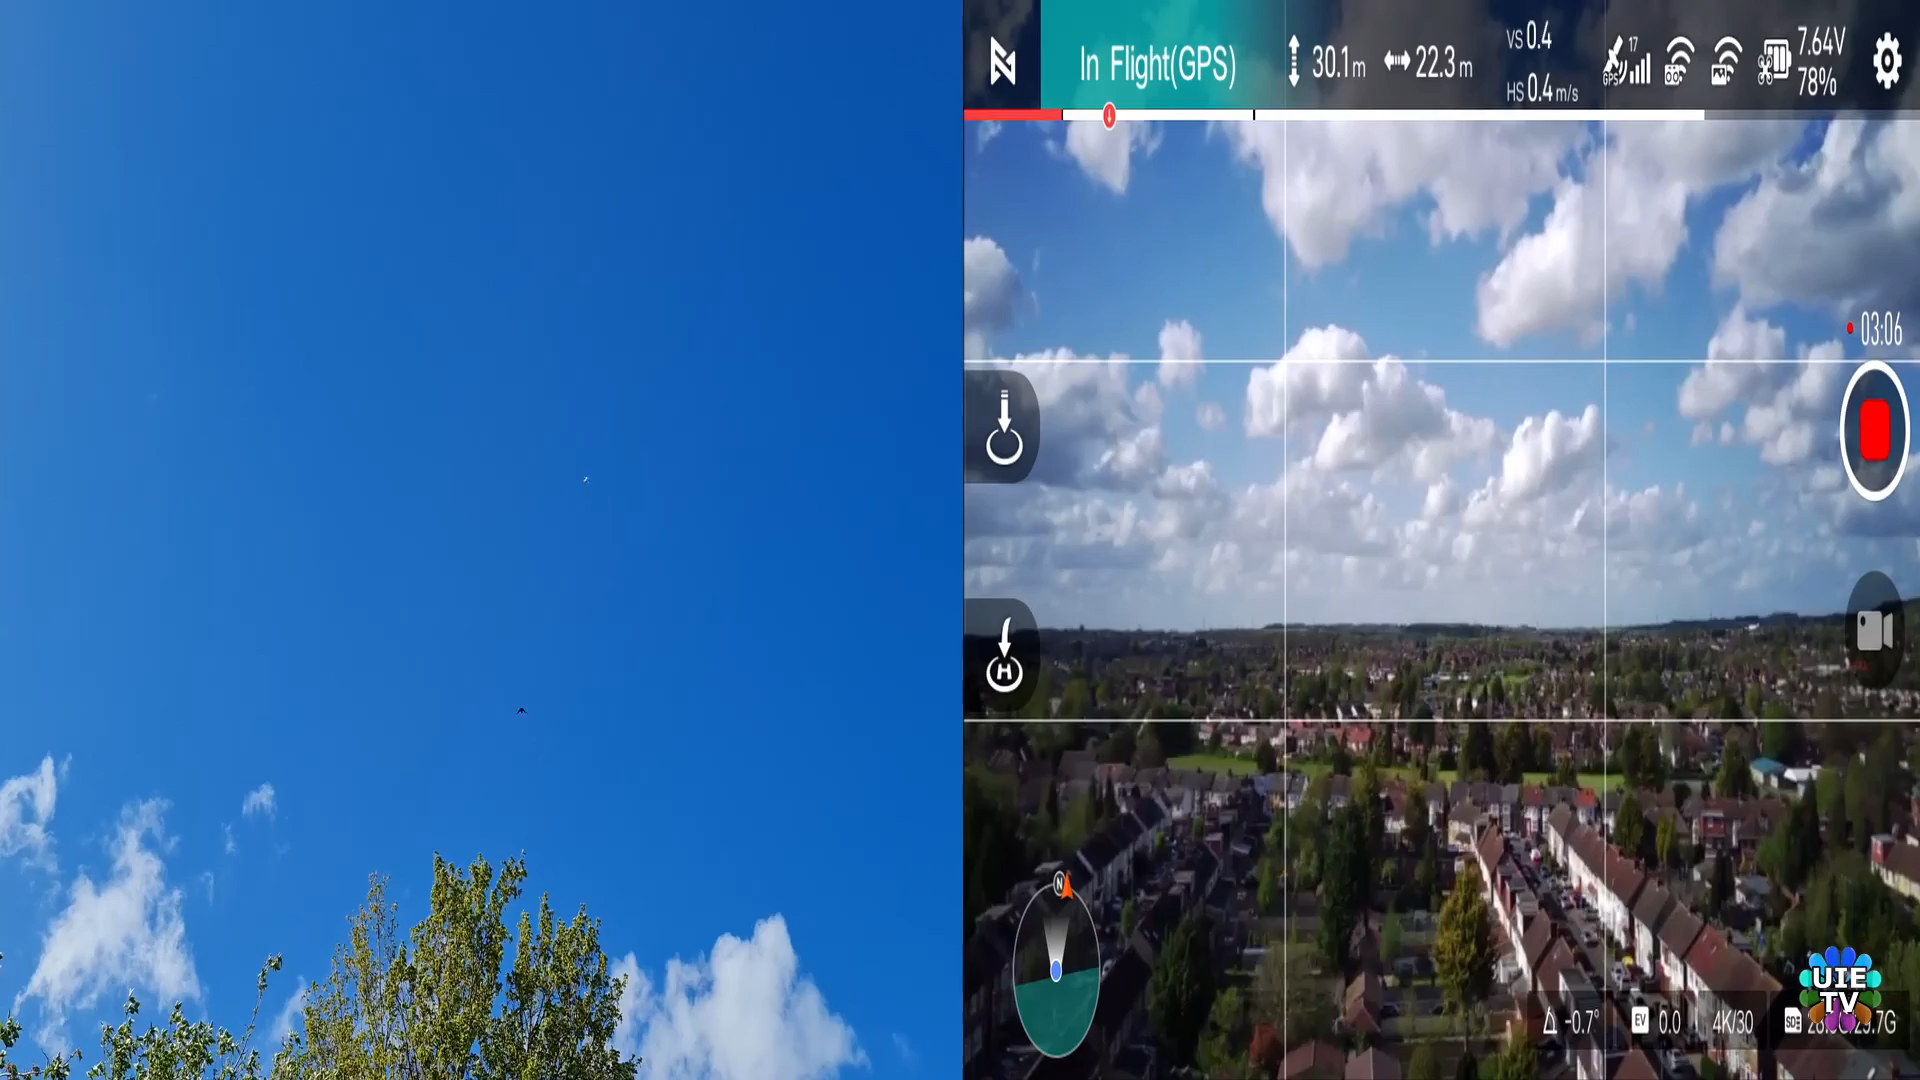 In Flight(GPS)
30.1m
22.3m
VS 0.4
HS 0.4 m/s
GPS
17
7.64V
78%
03:06
H
N
-0.7°
EV 0.0
4K/30
UIE
TV